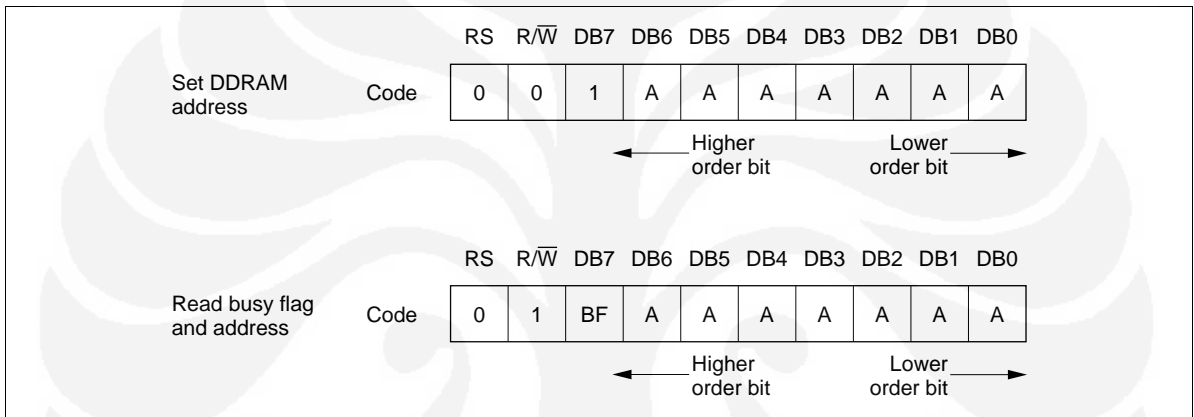 RS R/W̅ DB7 DB6 DB5 DB4 DB3 DB2 DB1 DB0
Set DDRAM
address
Code 0 0 1 A A A A A A A
Higher
order bit
Lower
order bit
RS R/W̅ DB7 DB6 DB5 DB4 DB3 DB2 DB1 DB0
Read busy flag
and address
Code 0 1 BF A A A A A A A
Higher
order bit
Lower
order bit